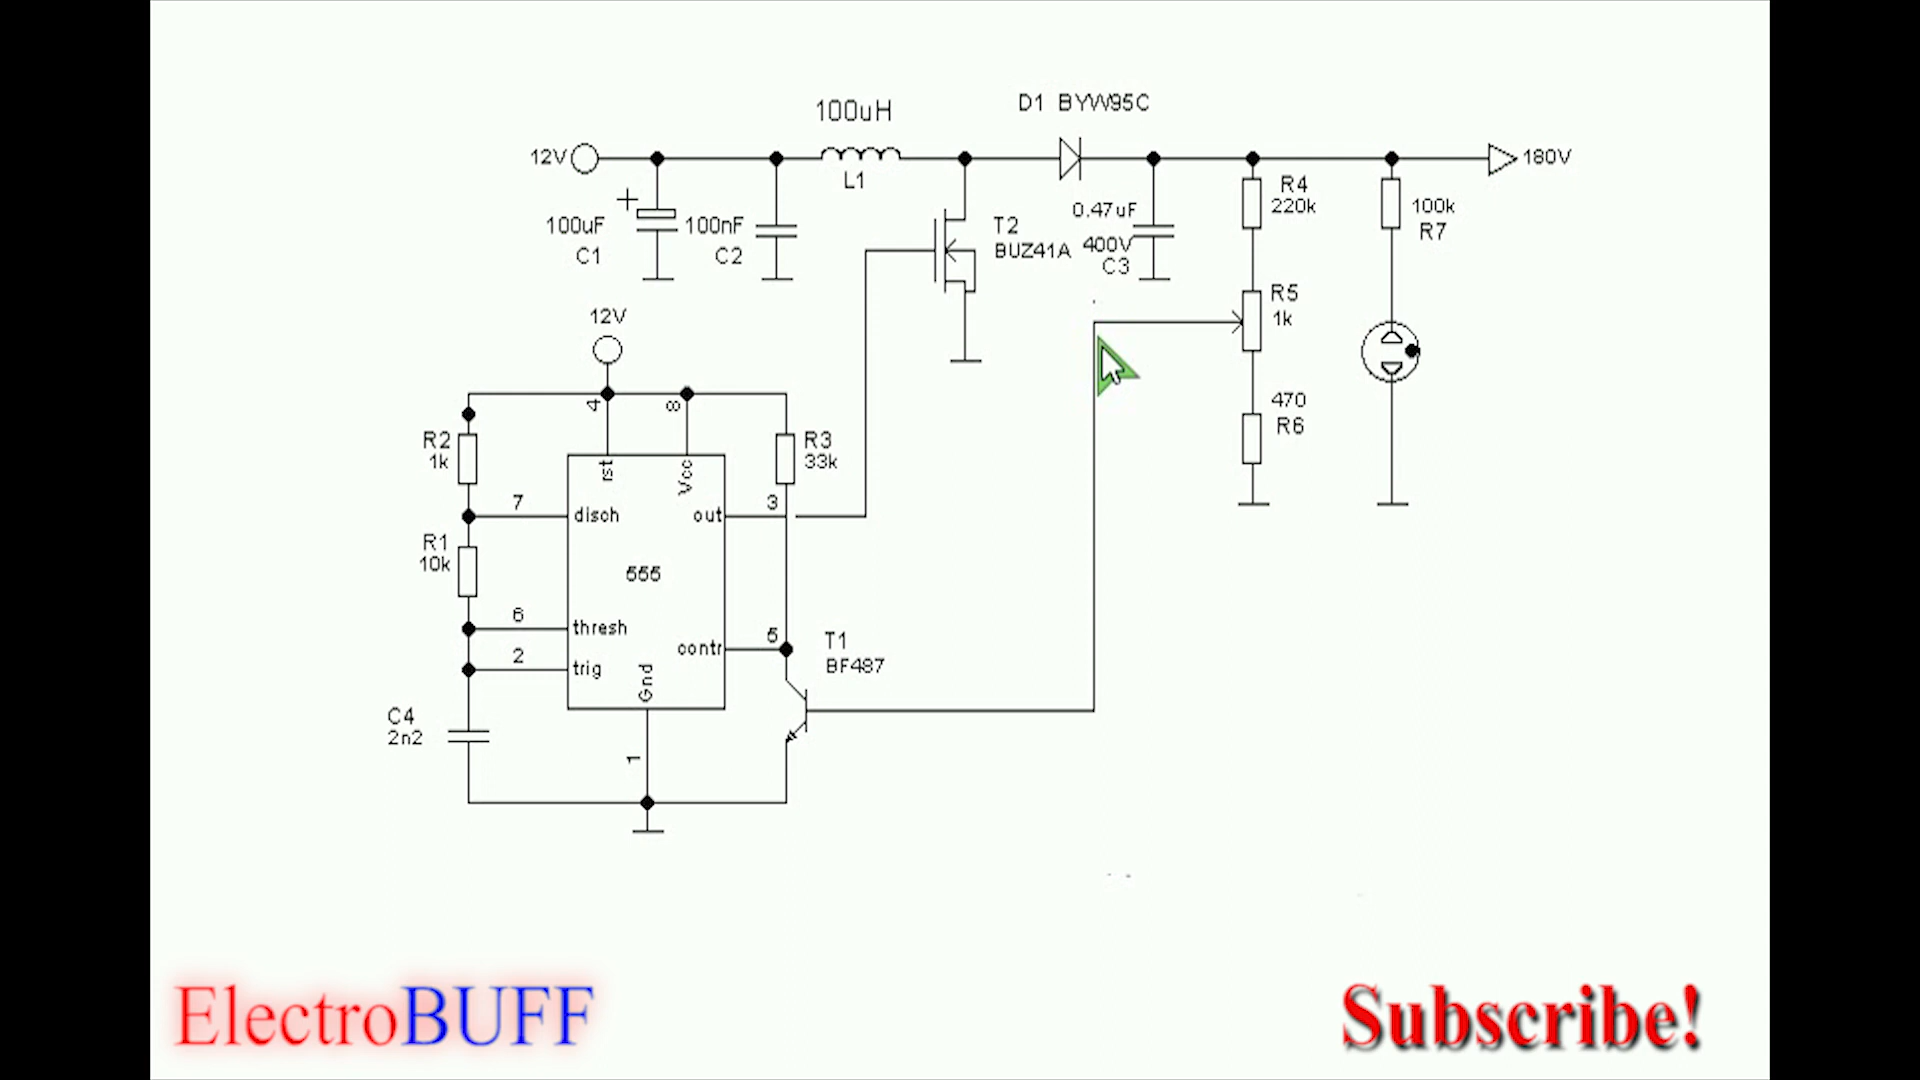 D1 BYW95C
100uH
12V
L1
180V
R4
220k
100k
R7
0.47uF
400V
C3
100uF
C1
100nF
C2
T2
BUZ41A
R5
1k
12V
470
R6
4
8
R2
1k
R3
33k
rst
Vcc
7
disch
out
3
R1
10k
555
6
thresh
2
trig
contr
5
T1
BF487
Gnd
C4
2n2
1
ElectroBUFF
Subscribe!